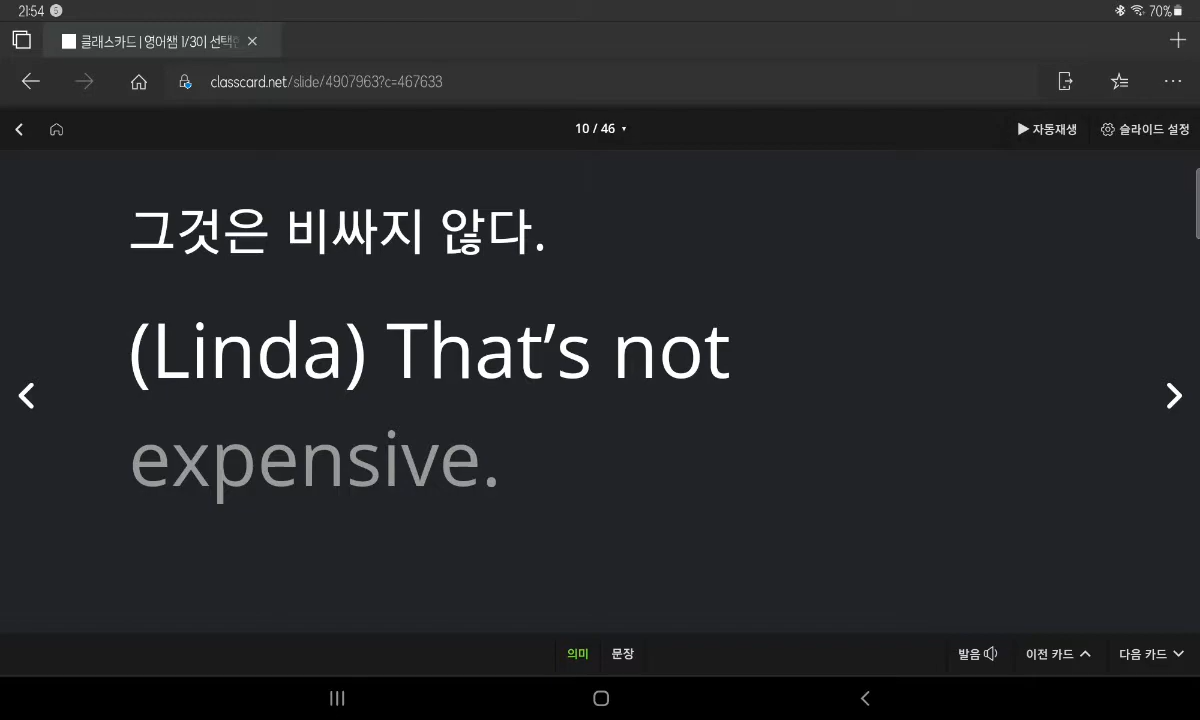 21:54
70%
클래스카드 | 영어쌤 1/3이 선택한
classcard.net/slide/4907963?c=467633
10 / 46
자동재생
슬라이드 설정
그것은 비싸지 않다.
(Linda) That's not
expensive.
의미
문장
발음
이전 카드
다음 카드